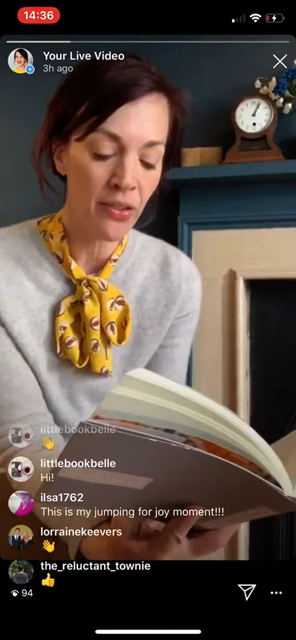 14:36
Your Live Video
3h ago
littlebookbelle
👋
littlebookbelle
Hi!
ilsa1762
This is my jumping for joy moment!!!
lorrainekeevers
👋
the_reluctant_townie
👍
94